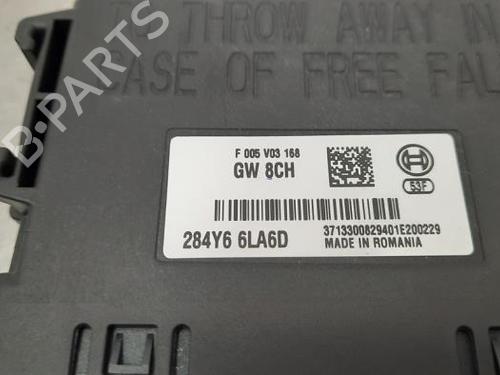 TO THROW AWAY IN
CASE OF FREE FAL
F 005 V03 168
GW 8CH
53F
284Y6 6LA6D
3713300829401E200229
MADE IN ROMANIA
B-PARTS